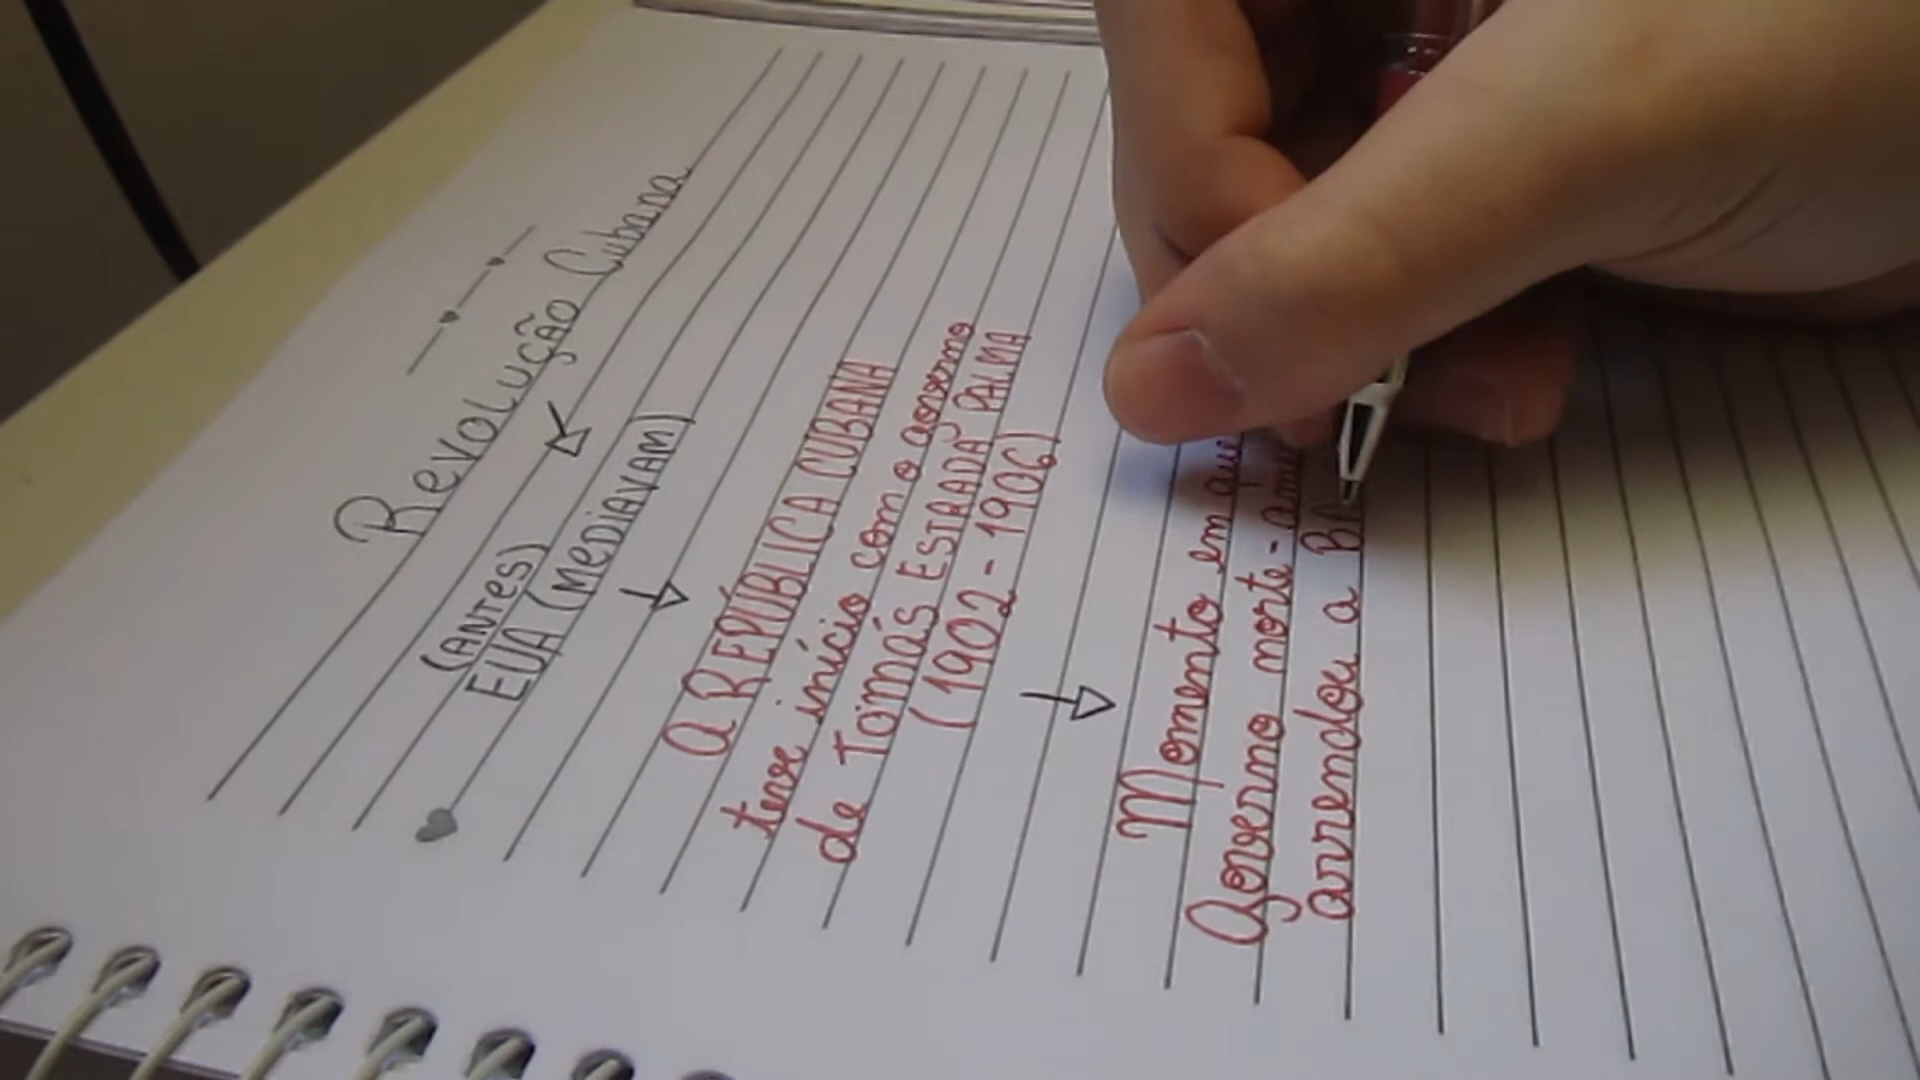 Revolução Cubana
(ANTES)
EUA (MEDIAVAM)
A REPÚBLICA CUBANA
teve início com o governo
de TOMÁS ESTRADA PALMA
(1902-1906)
Momento em que
Governo norte-
arrendou a